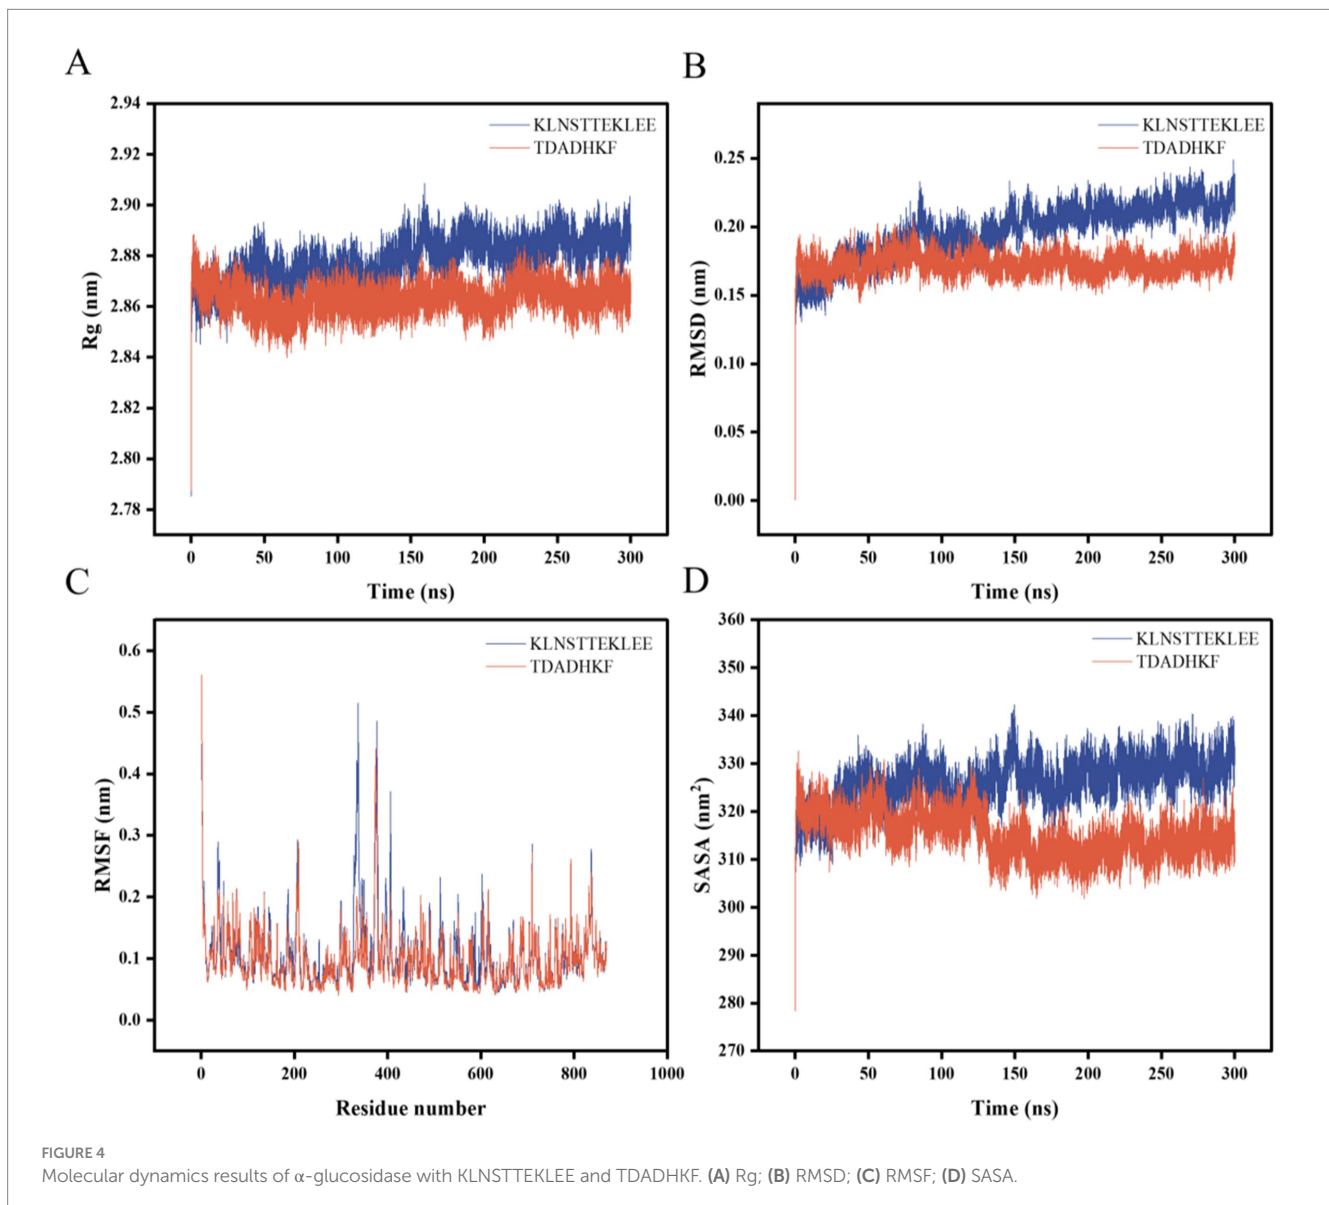 A
2.94
2.92
2.90
2.88
2.86
2.84
2.82
2.80
2.78
Rg (nm)
KLNSTTEKLEE
TDADHKF
0 50 100 150 200 250 300
Time (ns)
B
0.25
0.20
0.15
0.10
0.05
0.00
RMSD (nm)
KLNSTTEKLEE
TDADHKF
0 50 100 150 200 250 300
Time (ns)
C
0.6
0.5
0.4
0.3
0.2
0.1
0.0
RMSF (nm)
KLNSTTEKLEE
TDADHKF
0 200 400 600 800 1000
Residue number
D
360
350
340
330
320
310
300
290
280
270
SASA (nm²)
KLNSTTEKLEE
TDADHKF
0 50 100 150 200 250 300
Time (ns)
FIGURE 4
Molecular dynamics results of α-glucosidase with KLNSTTEKLEE and TDADHKF. (A) Rg; (B) RMSD; (C) RMSF; (D) SASA.